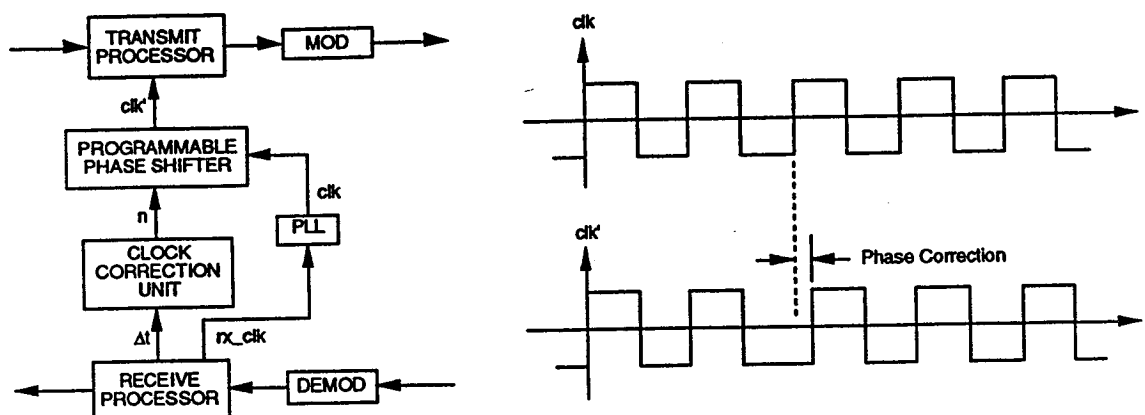 TRANSMIT
PROCESSOR
MOD
clk'
PROGRAMMABLE
PHASE SHIFTER
clk
n
PLL
CLOCK
CORRECTION
UNIT
Δt
rx_clk
RECEIVE
PROCESSOR
DEMOD
clk
clk'
Phase Correction